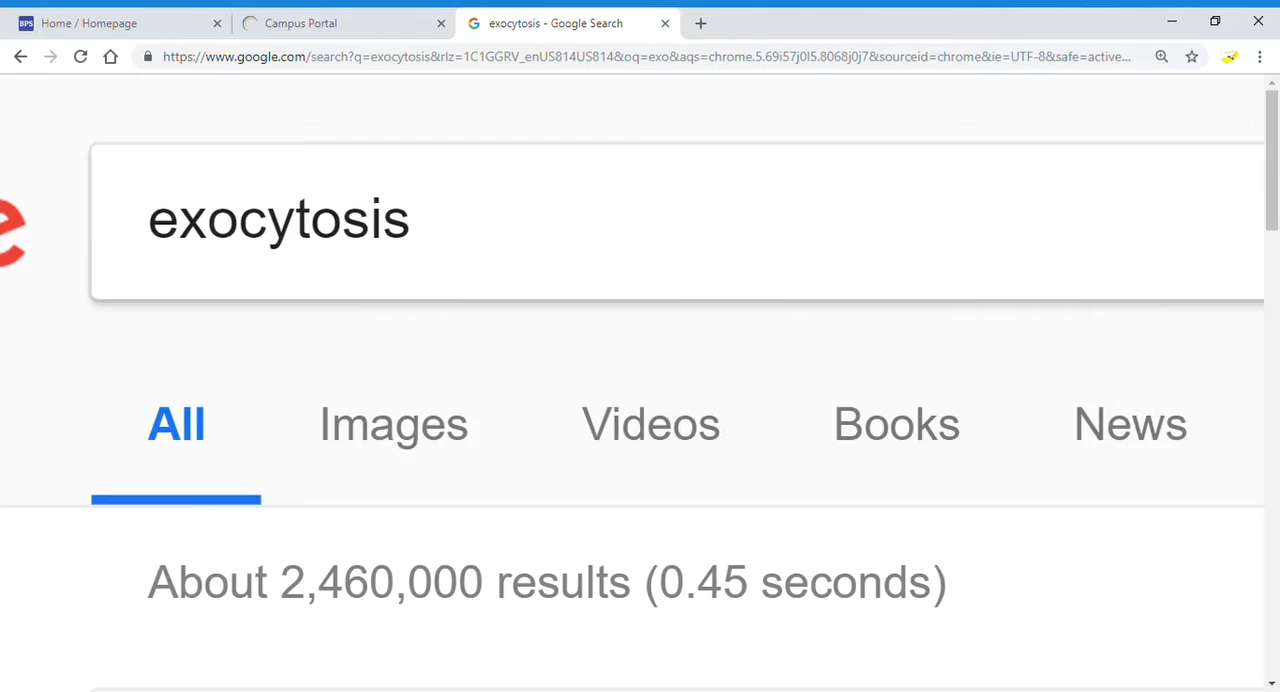 BPS Home / Homepage
Campus Portal
exocytosis - Google Search
https://www.google.com/search?q=exocytosis&rlz=1C1GGRV_enUS814US814&oq=exo&aqs=chrome.5.69i57j0l5.8068j0j7&sourceid=chrome&ie=UTF-8&safe=active...
e
exocytosis
All Images Videos Books News
About 2,460,000 results (0.45 seconds)